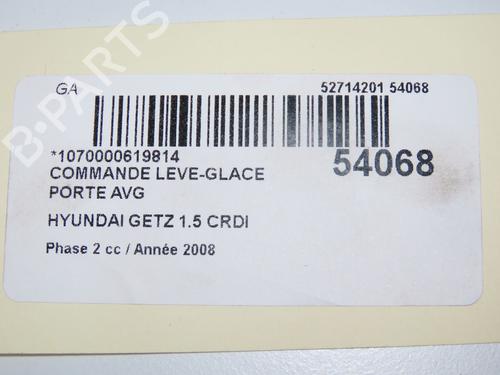 B-PARTS
GA
52714201 54068
*1070000619814
54068
COMMANDE LEVE-GLACE
PORTE AVG
HYUNDAI GETZ 1.5 CRDI
Phase 2 cc / Année 2008